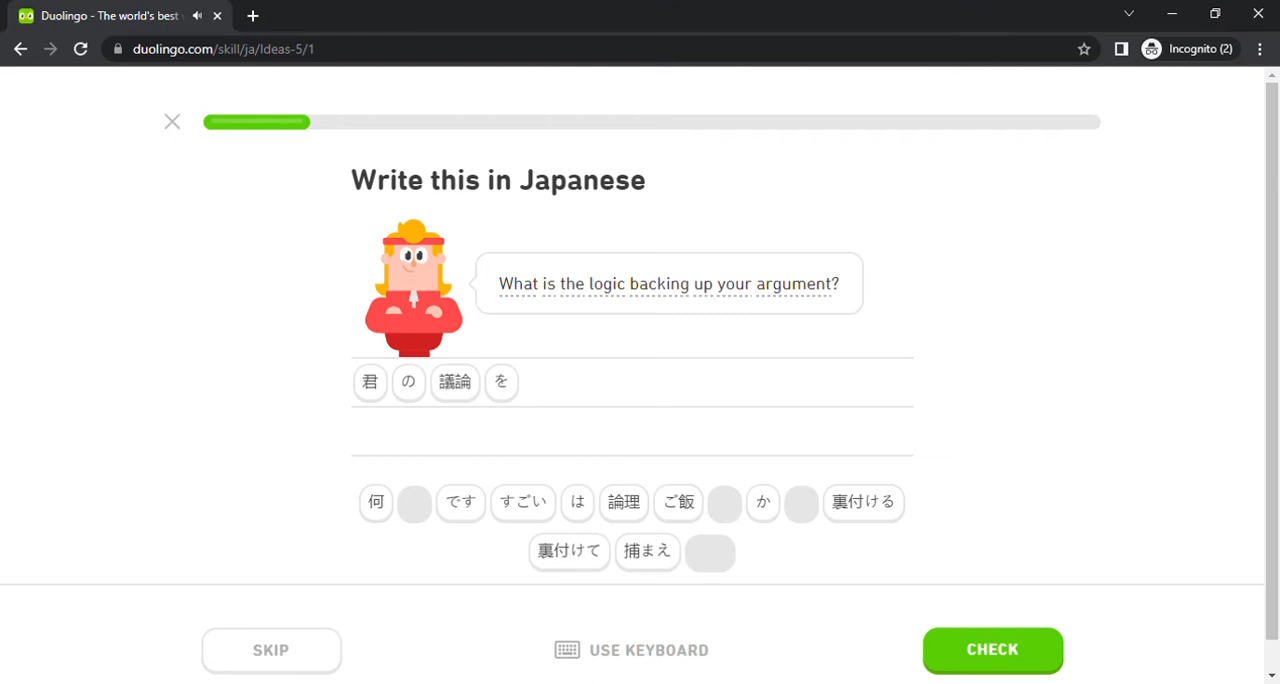 Duolingo - The world's best
duolingo.com/skill/ja/Ideas-5/1
Incognito (2)
Write this in Japanese
What is the logic backing up your argument?
君 の 議論 を
何 です すごい は 論理 ご飯 か 裏付ける
裏付けて 捕まえ
SKIP
USE KEYBOARD
CHECK